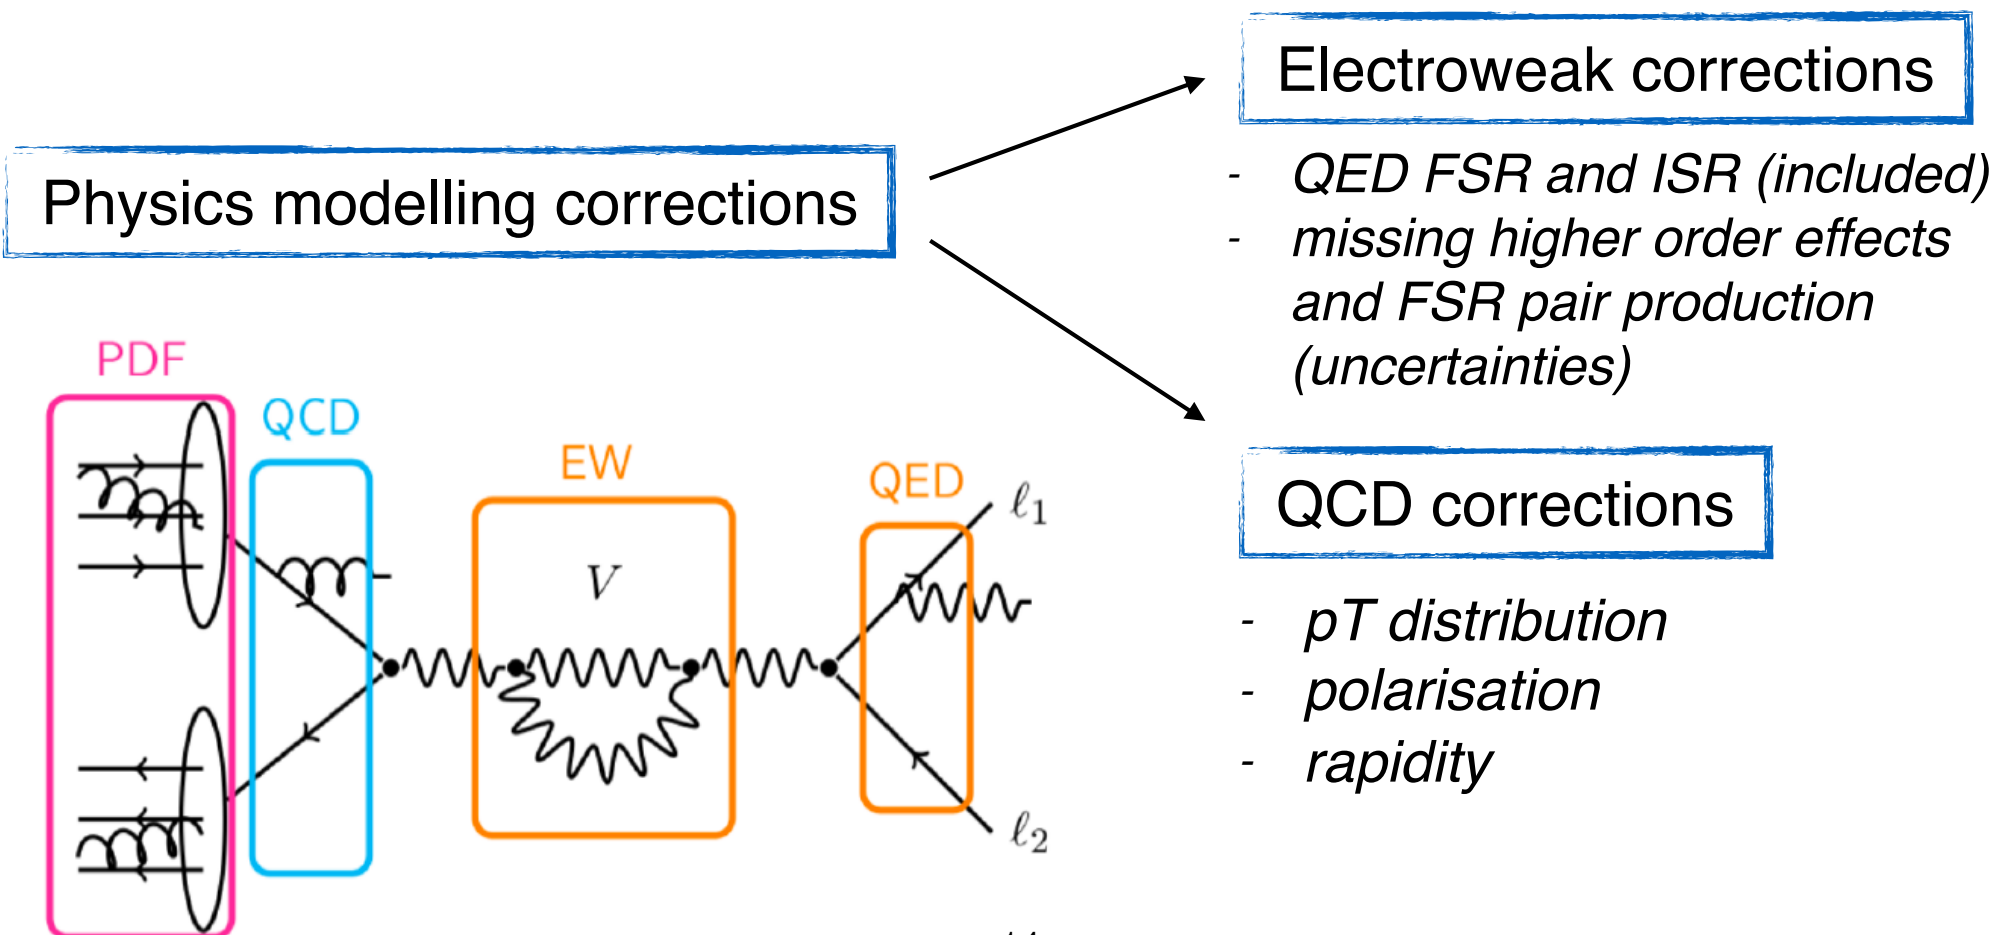 Physics modelling corrections
Electroweak corrections
- QED FSR and ISR (included)
- missing higher order effects
and FSR pair production
(uncertainties)
QCD corrections
- pT distribution
- polarisation
- rapidity
PDF
QCD
EW
QED
V
ℓ1
ℓ2